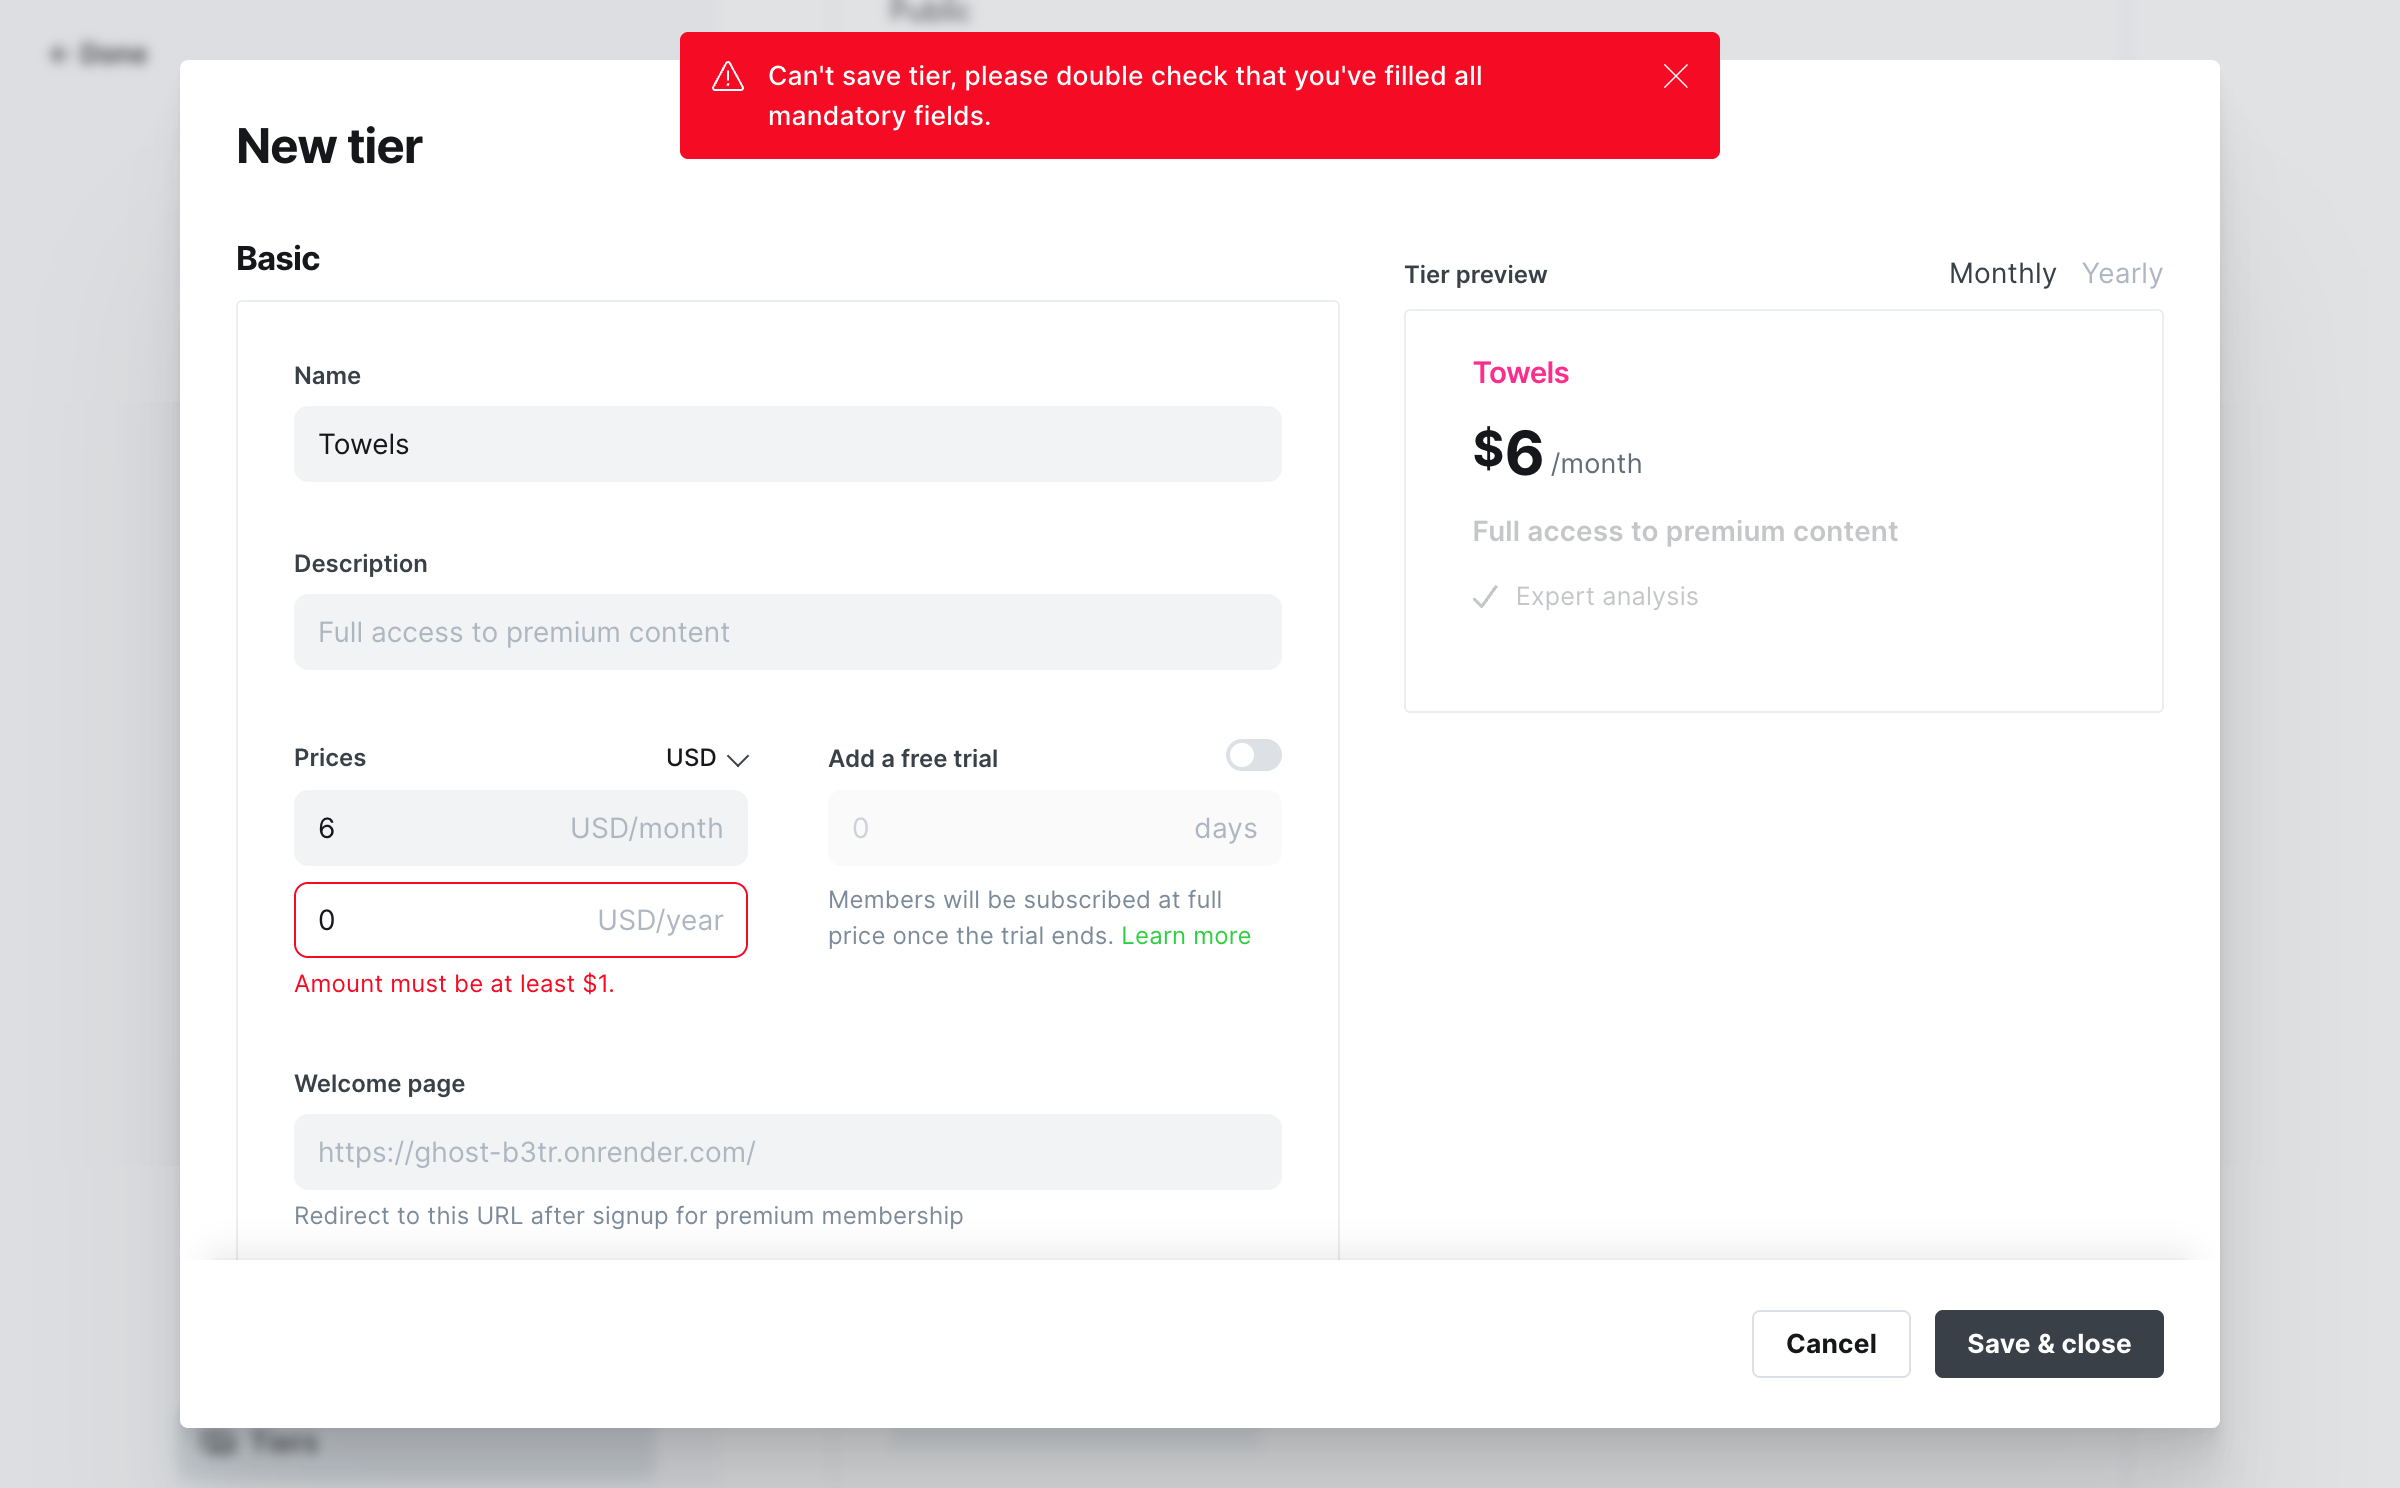 Public
← Done
Can't save tier, please double check that you've filled all
mandatory fields.
New tier
Basic
Name
Towels
Description
Full access to premium content
Prices
USD
Add a free trial
6 USD/month
0 days
0 USD/year
Members will be subscribed at full
price once the trial ends. Learn more
Amount must be at least $1.
Welcome page
https://ghost-b3tr.onrender.com/
Redirect to this URL after signup for premium membership
Tier preview
Monthly Yearly
Towels
$6 /month
Full access to premium content
Expert analysis
Cancel
Save & close
Tiers